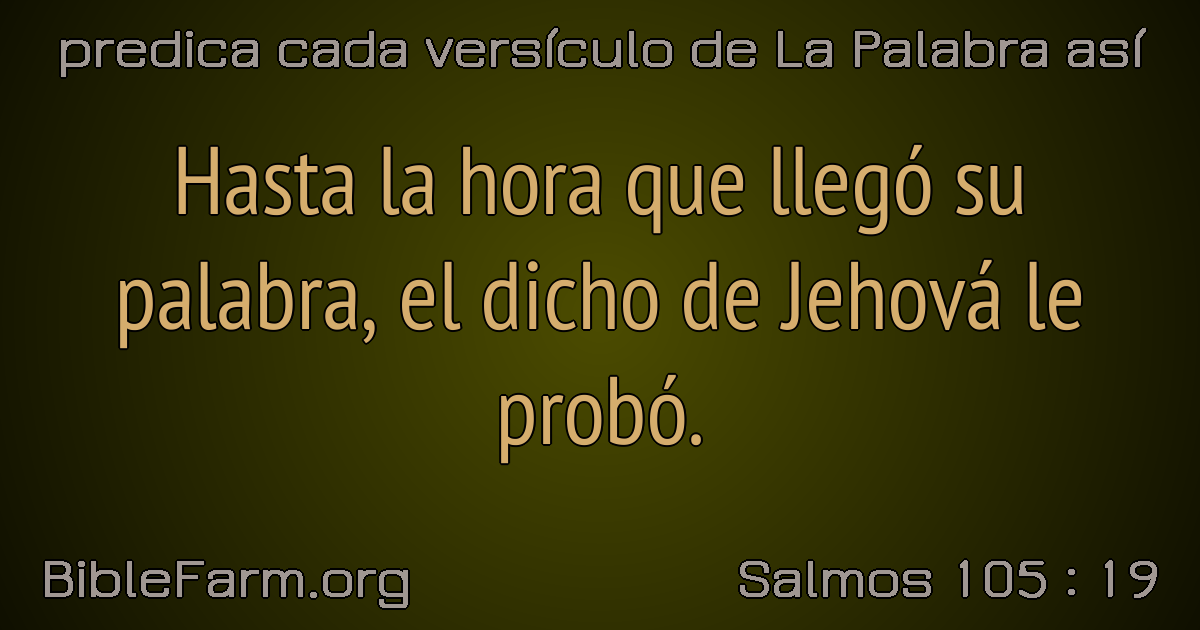 predica cada versículo de La Palabra así
Hasta la hora que llegó su
palabra, el dicho de Jehová le
probó.
BibleFarm.org
Salmos 105 : 19